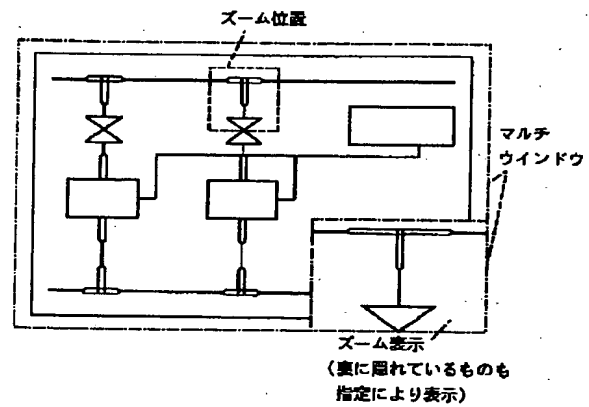 ズーム位置
マルチ
ウインドウ
ズーム表示
(裏に隠れているものも
指定により表示)